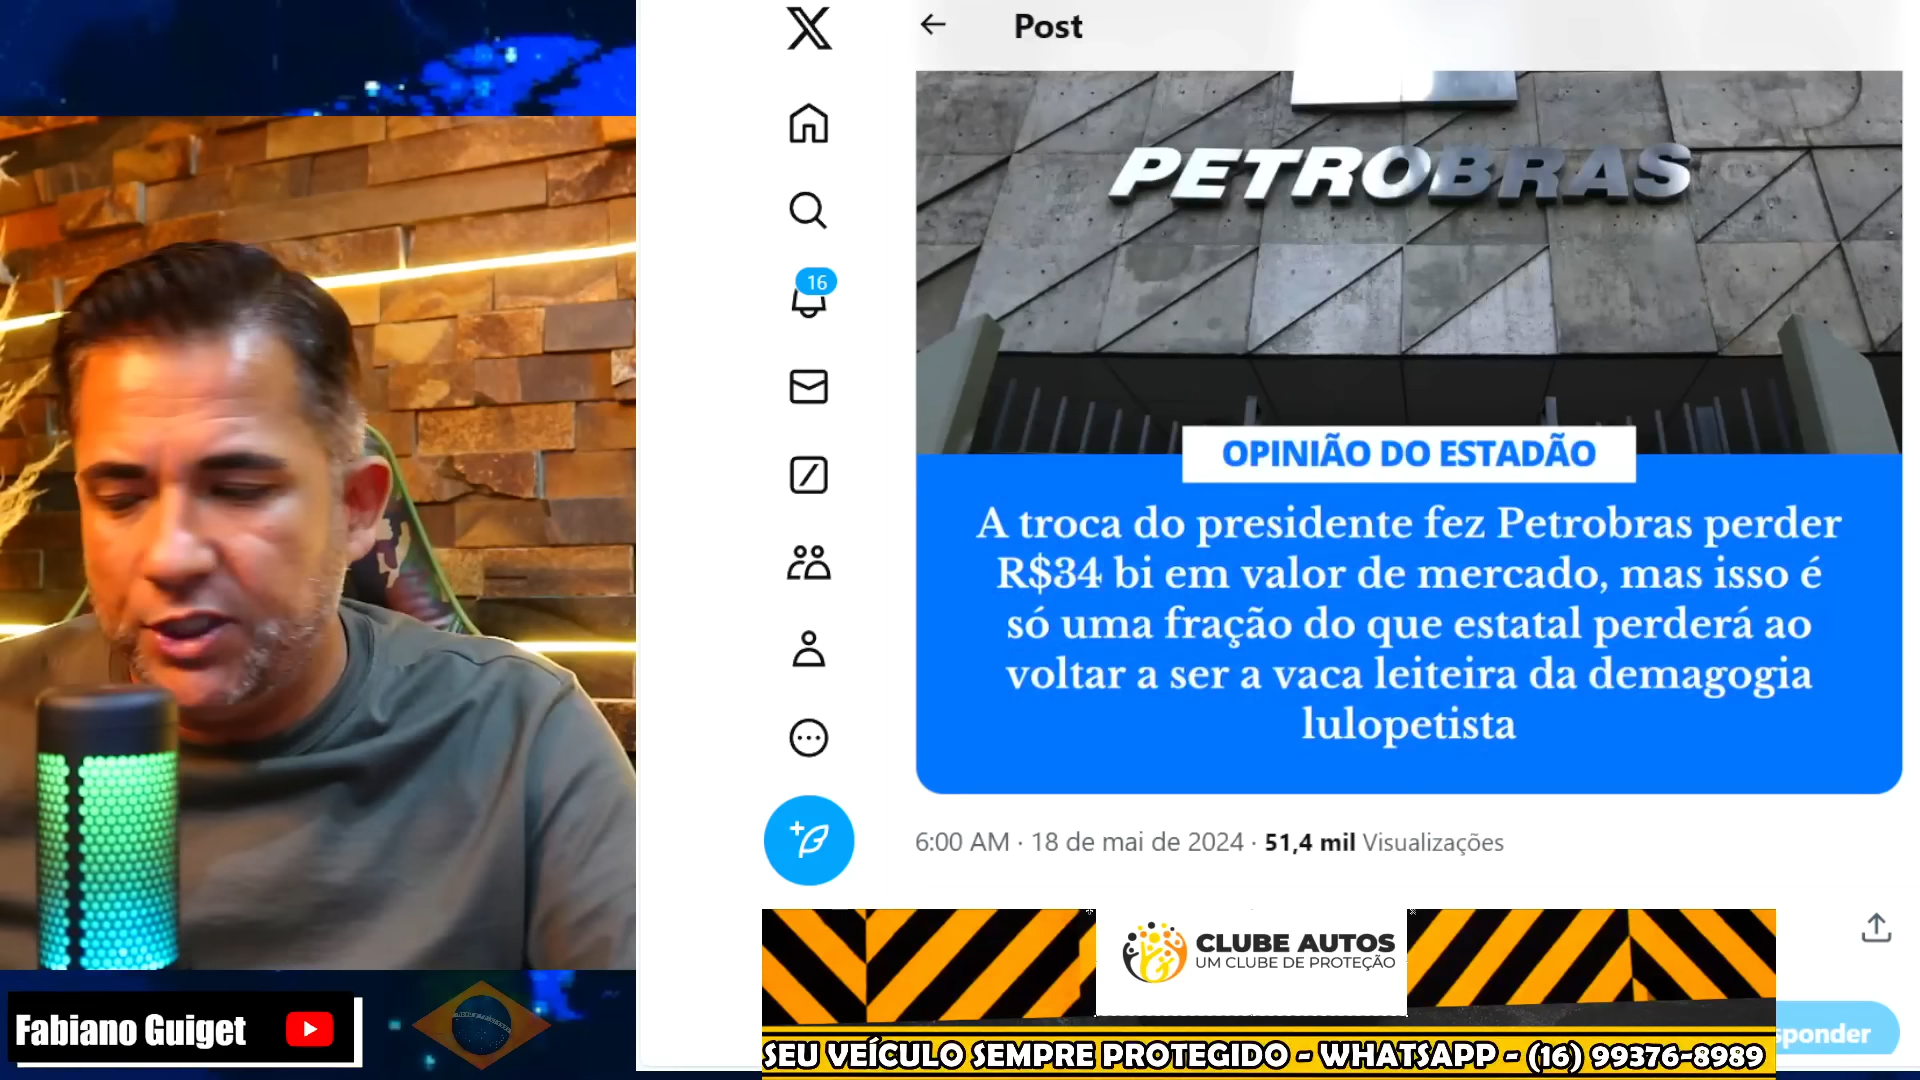 Post
PETROBRAS
16
OPINIÃO DO ESTADÃO
A troca do presidente fez Petrobras perder
R$34 bi em valor de mercado, mas isso é
só uma fração do que estatal perderá ao
voltar a ser a vaca leiteira da demagogia
lulopetista
6:00 AM · 18 de mai de 2024 · 51,4 mil Visualizações
CLUBE AUTOS
UM CLUBE DE PROTEÇÃO
sponder
Fabiano Guiget
SEU VEÍCULO SEMPRE PROTEGIDO - WHATSAPP - (16) 99376-8989